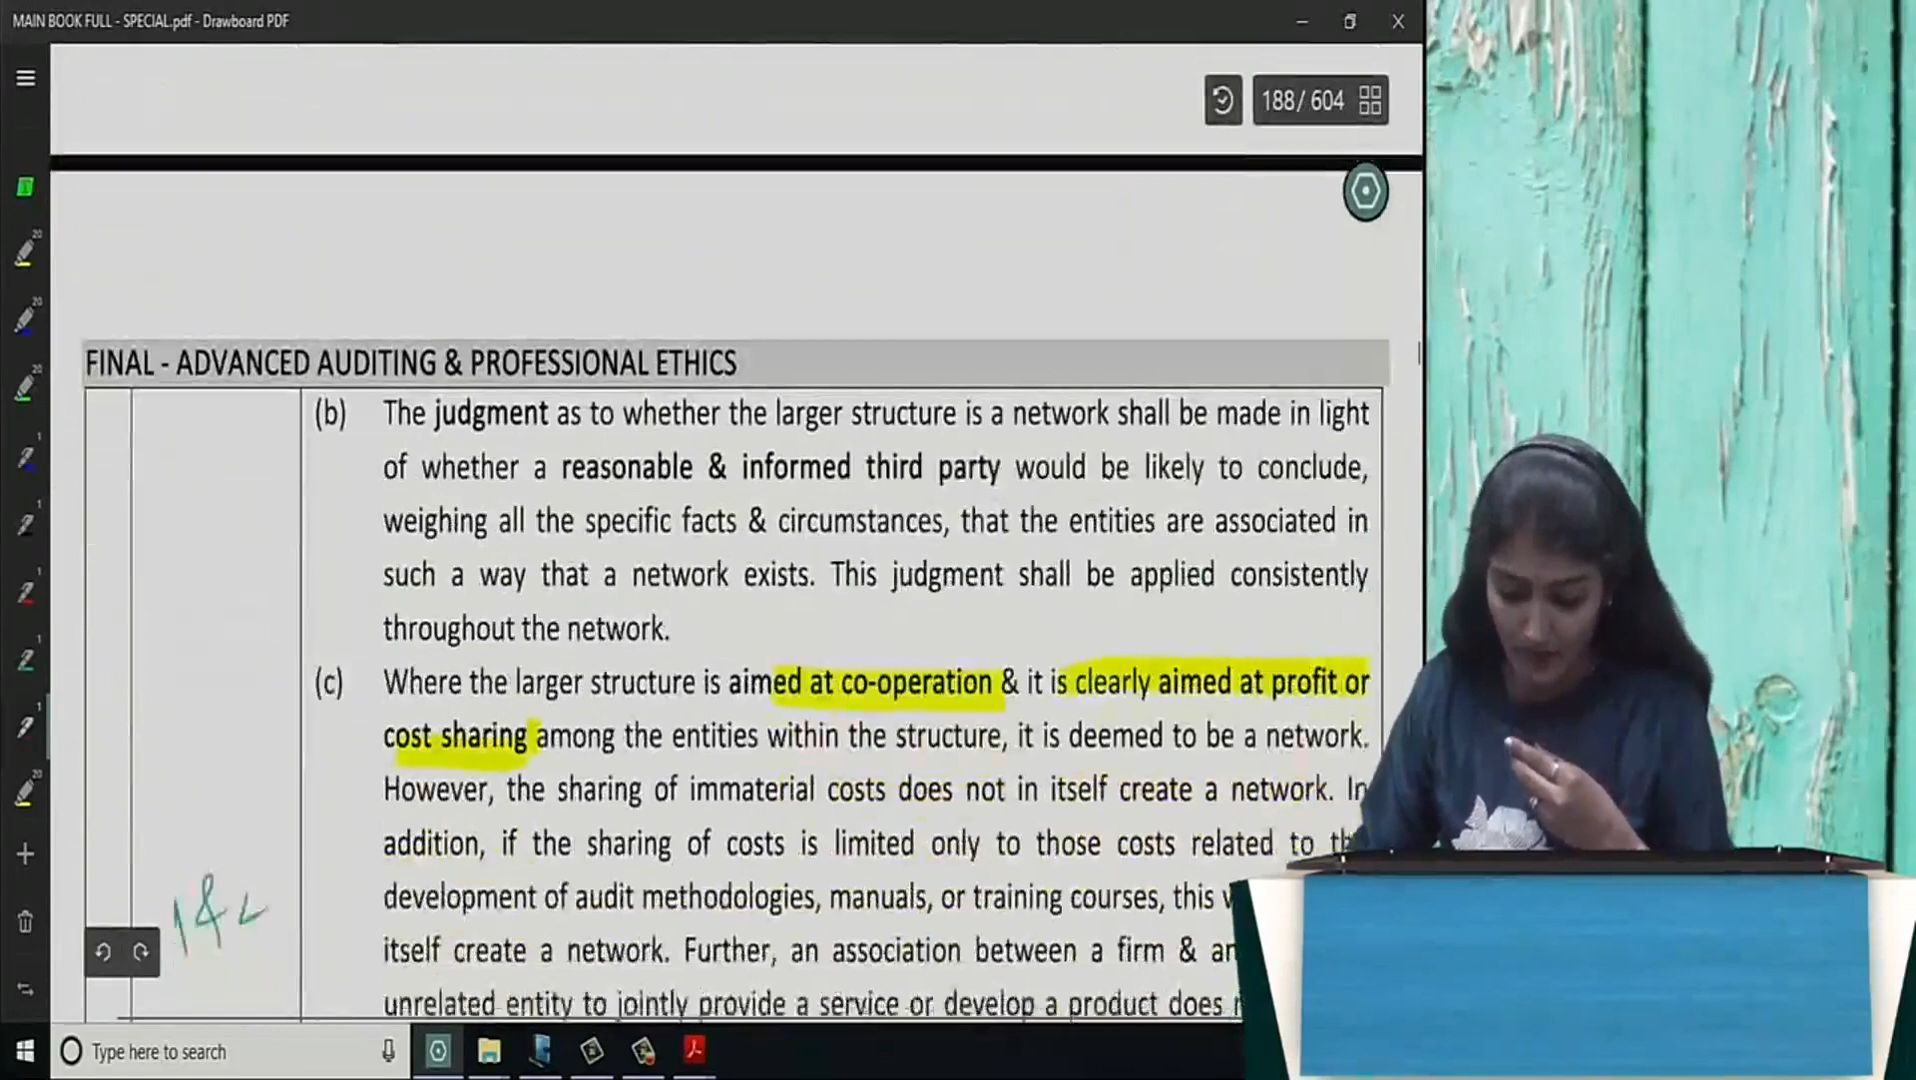 MAIN BOOK FULL - SPECIAL.pdf - Drawboard PDF
188 / 604
FINAL - ADVANCED AUDITING & PROFESSIONAL ETHICS
(b) The judgment as to whether the larger structure is a network shall be made in light
of whether a reasonable & informed third party would be likely to conclude,
weighing all the specific facts & circumstances, that the entities are associated in
such a way that a network exists. This judgment shall be applied consistently
throughout the network.
(c) Where the larger structure is aimed at co-operation & it is clearly aimed at profit or
cost sharing among the entities within the structure, it is deemed to be a network.
However, the sharing of immaterial costs does not in itself create a network. In
addition, if the sharing of costs is limited only to those costs related to
development of audit methodologies, manuals, or training courses, this
itself create a network. Further, an association between a firm &
unrelated entity to jointly provide a service or develop a product does
Type here to search